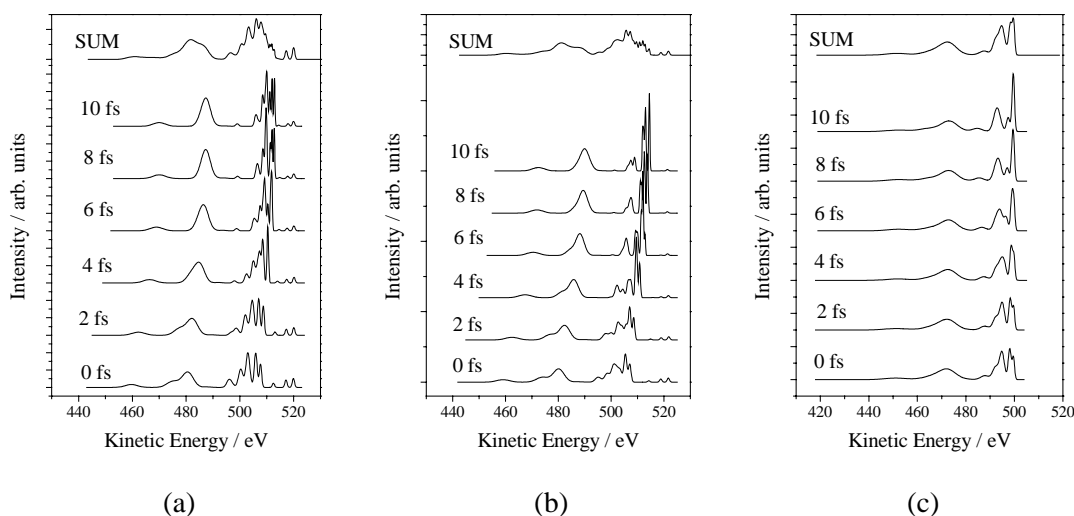 SUM
10 fs
8 fs
6 fs
4 fs
2 fs
0 fs
Intensity / arb. units
440 460 480 500 520
Kinetic Energy / eV
(a)
SUM
10 fs
8 fs
6 fs
4 fs
2 fs
0 fs
Intensity / arb. units
440 460 480 500 520
Kinetic Energy / eV
(b)
SUM
10 fs
8 fs
6 fs
4 fs
2 fs
0 fs
Intensity / arb. units
420 440 460 480 500 520
Kinetic Energy / eV
(c)